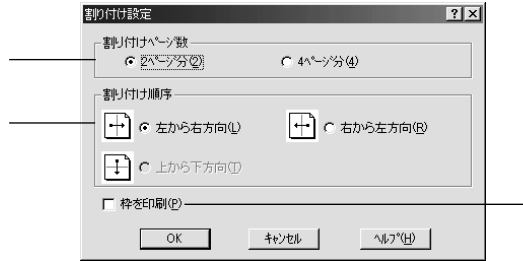 割り付け設定
割り付けページ数
2ページ分(2) 4ページ分(4)
割り付け順序
左から右方向(L) 右から左方向(R)
上から下方向(T)
枠を印刷(P)
OK キャンセル ヘルプ(H)